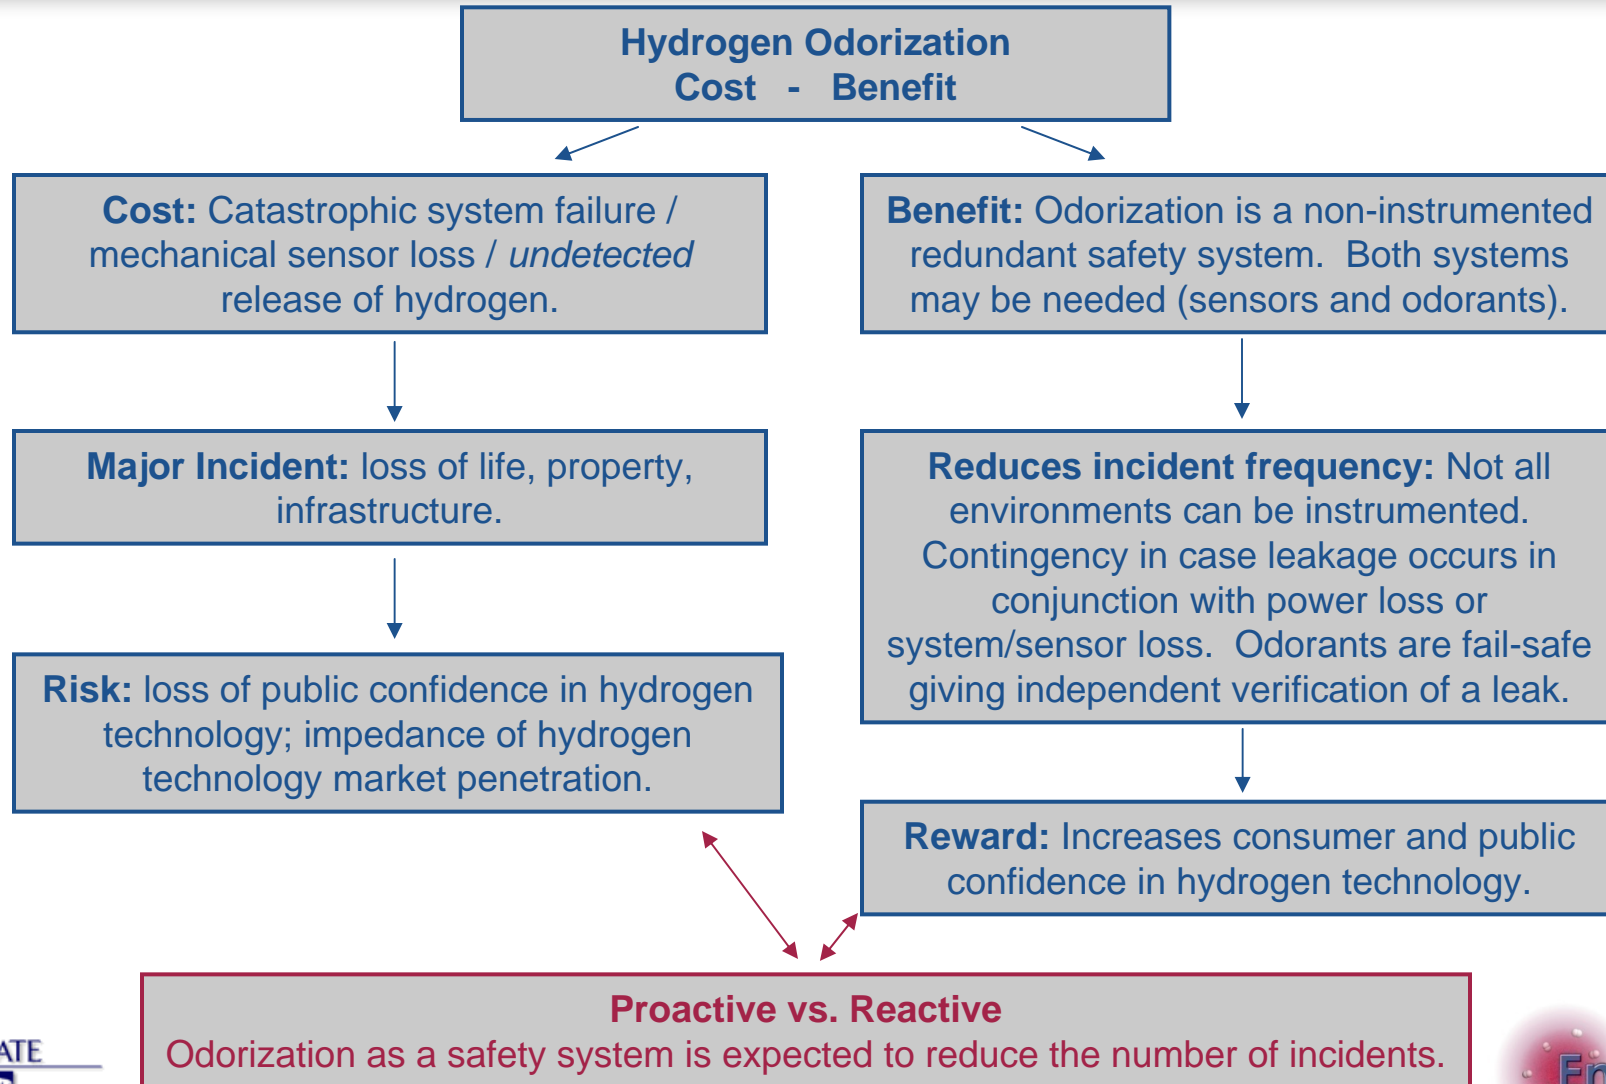 Hydrogen Odorization
Cost - Benefit
Cost: Catastrophic system failure /
mechanical sensor loss / undetected
release of hydrogen.
Benefit: Odorization is a non-instrumented
redundant safety system. Both systems
may be needed (sensors and odorants).
Major Incident: loss of life, property,
infrastructure.
Reduces incident frequency: Not all
environments can be instrumented.
Contingency in case leakage occurs in
conjunction with power loss or
system/sensor loss. Odorants are fail-safe
giving independent verification of a leak.
Risk: loss of public confidence in hydrogen
technology; impedance of hydrogen
technology market penetration.
Reward: Increases consumer and public
confidence in hydrogen technology.
Proactive vs. Reactive
Odorization as a safety system is expected to reduce the number of incidents.